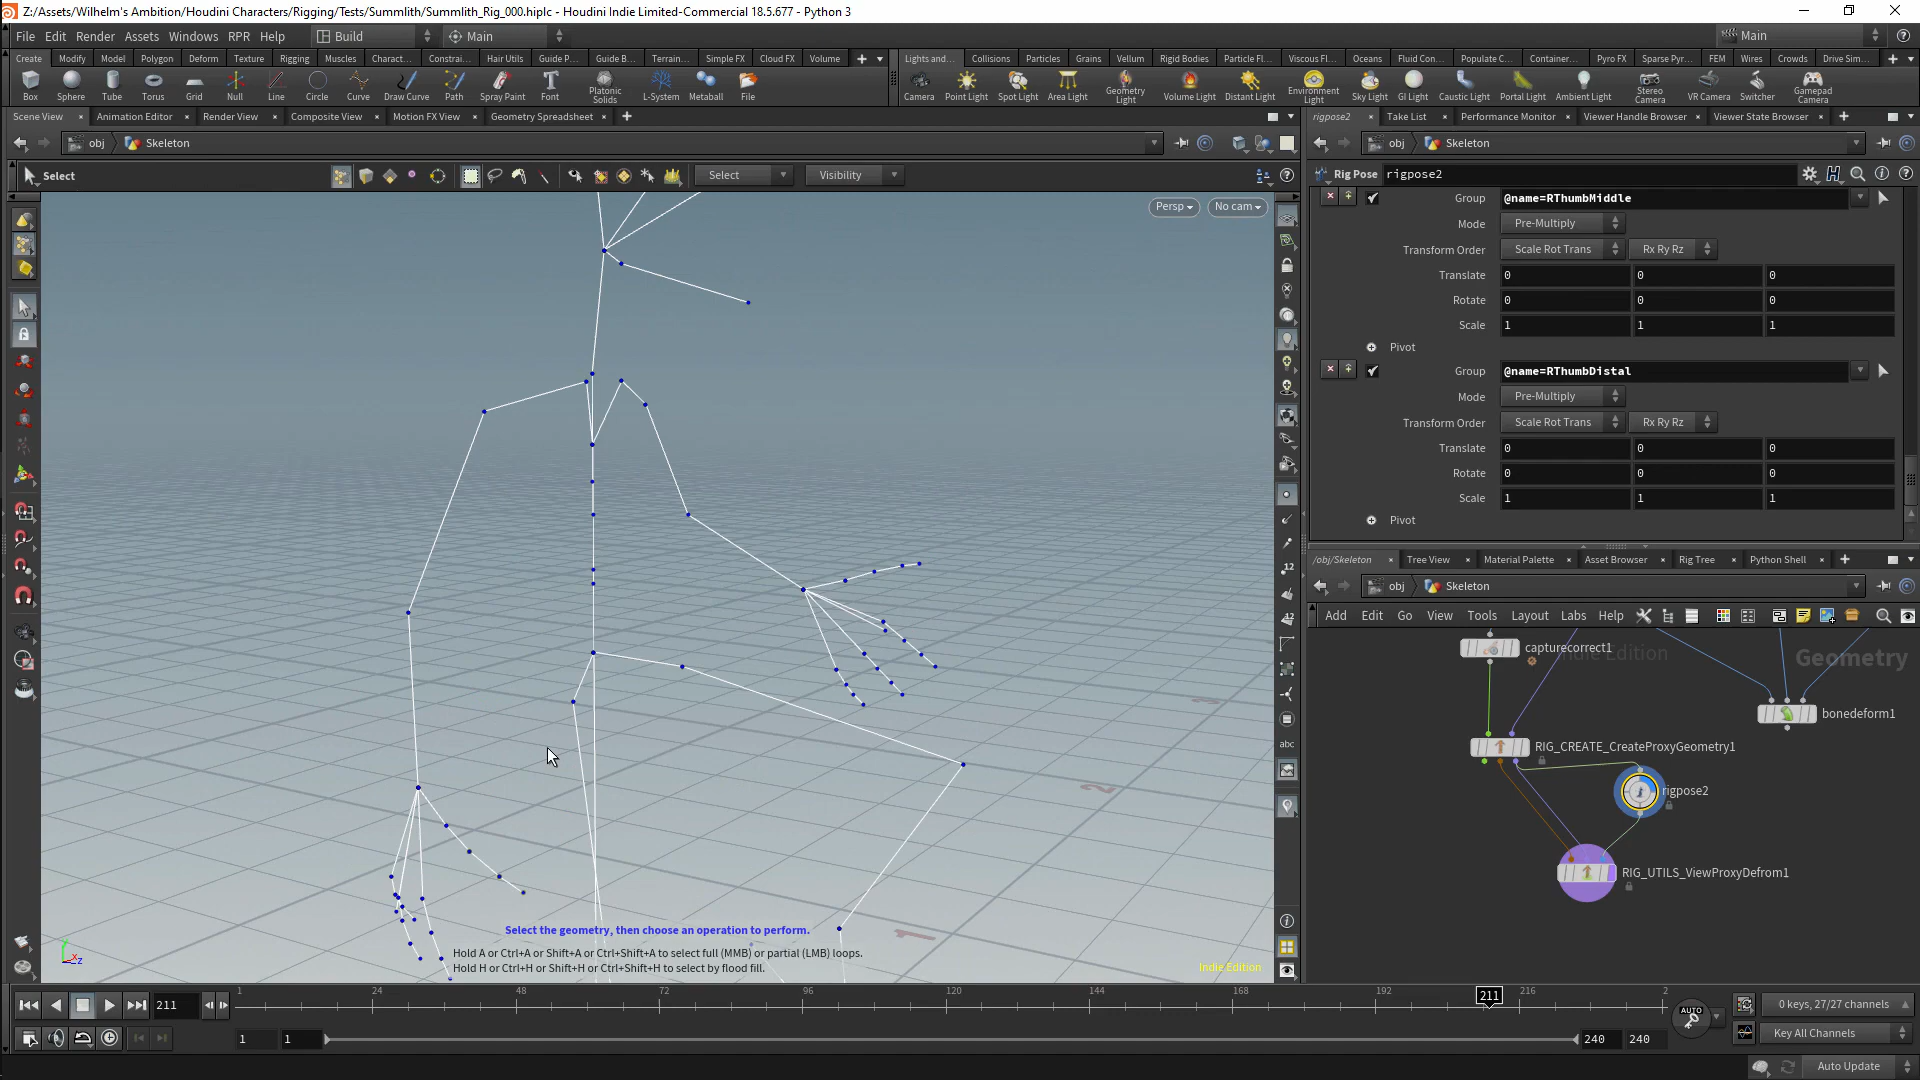 Z:/Assets/Wilhelm's Ambition/Houdini Characters/Rigging/Tests/Summlith/Summlith_Rig_000.hiplc - Houdini Indie Limited-Commercial 18.5.677 - Python 3
File Edit Render Assets Windows RPR Help Build Main Main
Create Modify Model Polygon Deform Texture Rigging Muscles Charact... Constrai... Hair Utils Guide P... Guide B... Terrain... Simple FX Cloud FX Volume
Lights and... Collisions Particles Grains Vellum Rigid Bodies Particle Fl... Viscous Fl... Oceans Fluid Con... Populate C... Container... Pyro FX Sparse Pyr... FEM Wires Crowds Drive Sim...
Box Sphere Tube Torus Grid Null Line Circle Curve Draw Curve Path Spray Paint Font Platonic Solids L-System Metaball File
Camera Point Light Spot Light Area Light Geometry Light Volume Light Distant Light Environment Light Sky Light GI Light Caustic Light Portal Light Ambient Light Stereo Camera VR Camera Switcher Gamepad Camera
Scene View Animation Editor Render View Composite View Motion FX View Geometry Spreadsheet
rigpose2 Take List Performance Monitor Viewer Handle Browser Viewer State Browser
obj Skeleton
obj Skeleton
Select Select Visibility
Rig Pose rigpose2
Persp No cam
Group @name=RThumbMiddle
Mode Pre-Multiply
Transform Order Scale Rot Trans Rx Ry Rz
Translate 0 0 0
Rotate 0 0 0
Scale 1 1 1
Pivot
Group @name=RThumbDistal
Mode Pre-Multiply
Transform Order Scale Rot Trans Rx Ry Rz
Translate 0 0 0
Rotate 0 0 0
Scale 1 1 1
Pivot
/obj/Skeleton Tree View Material Palette Asset Browser Rig Tree Python Shell
obj Skeleton
Add Edit Go View Tools Layout Labs Help
capturecorrect1
Indie Edition
Geometry
bonedeform1
RIG_CREATE_CreateProxyGeometry1
rigpose2
RIG_UTILS_ViewProxyDefrom1
12
42
abc
2
1
Select the geometry, then choose an operation to perform.
Hold A or Ctrl+A or Shift+A or Ctrl+Shift+A to select full (MMB) or partial (LMB) loops.
Hold H or Ctrl+H or Shift+H or Ctrl+Shift+H to select by flood fill.
Indie Edition
z x
211
1 24 48 72 96 120 144 168 192 211 216 2
AUTO
0 keys, 27/27 channels
1 1 240 240
Key All Channels
Auto Update